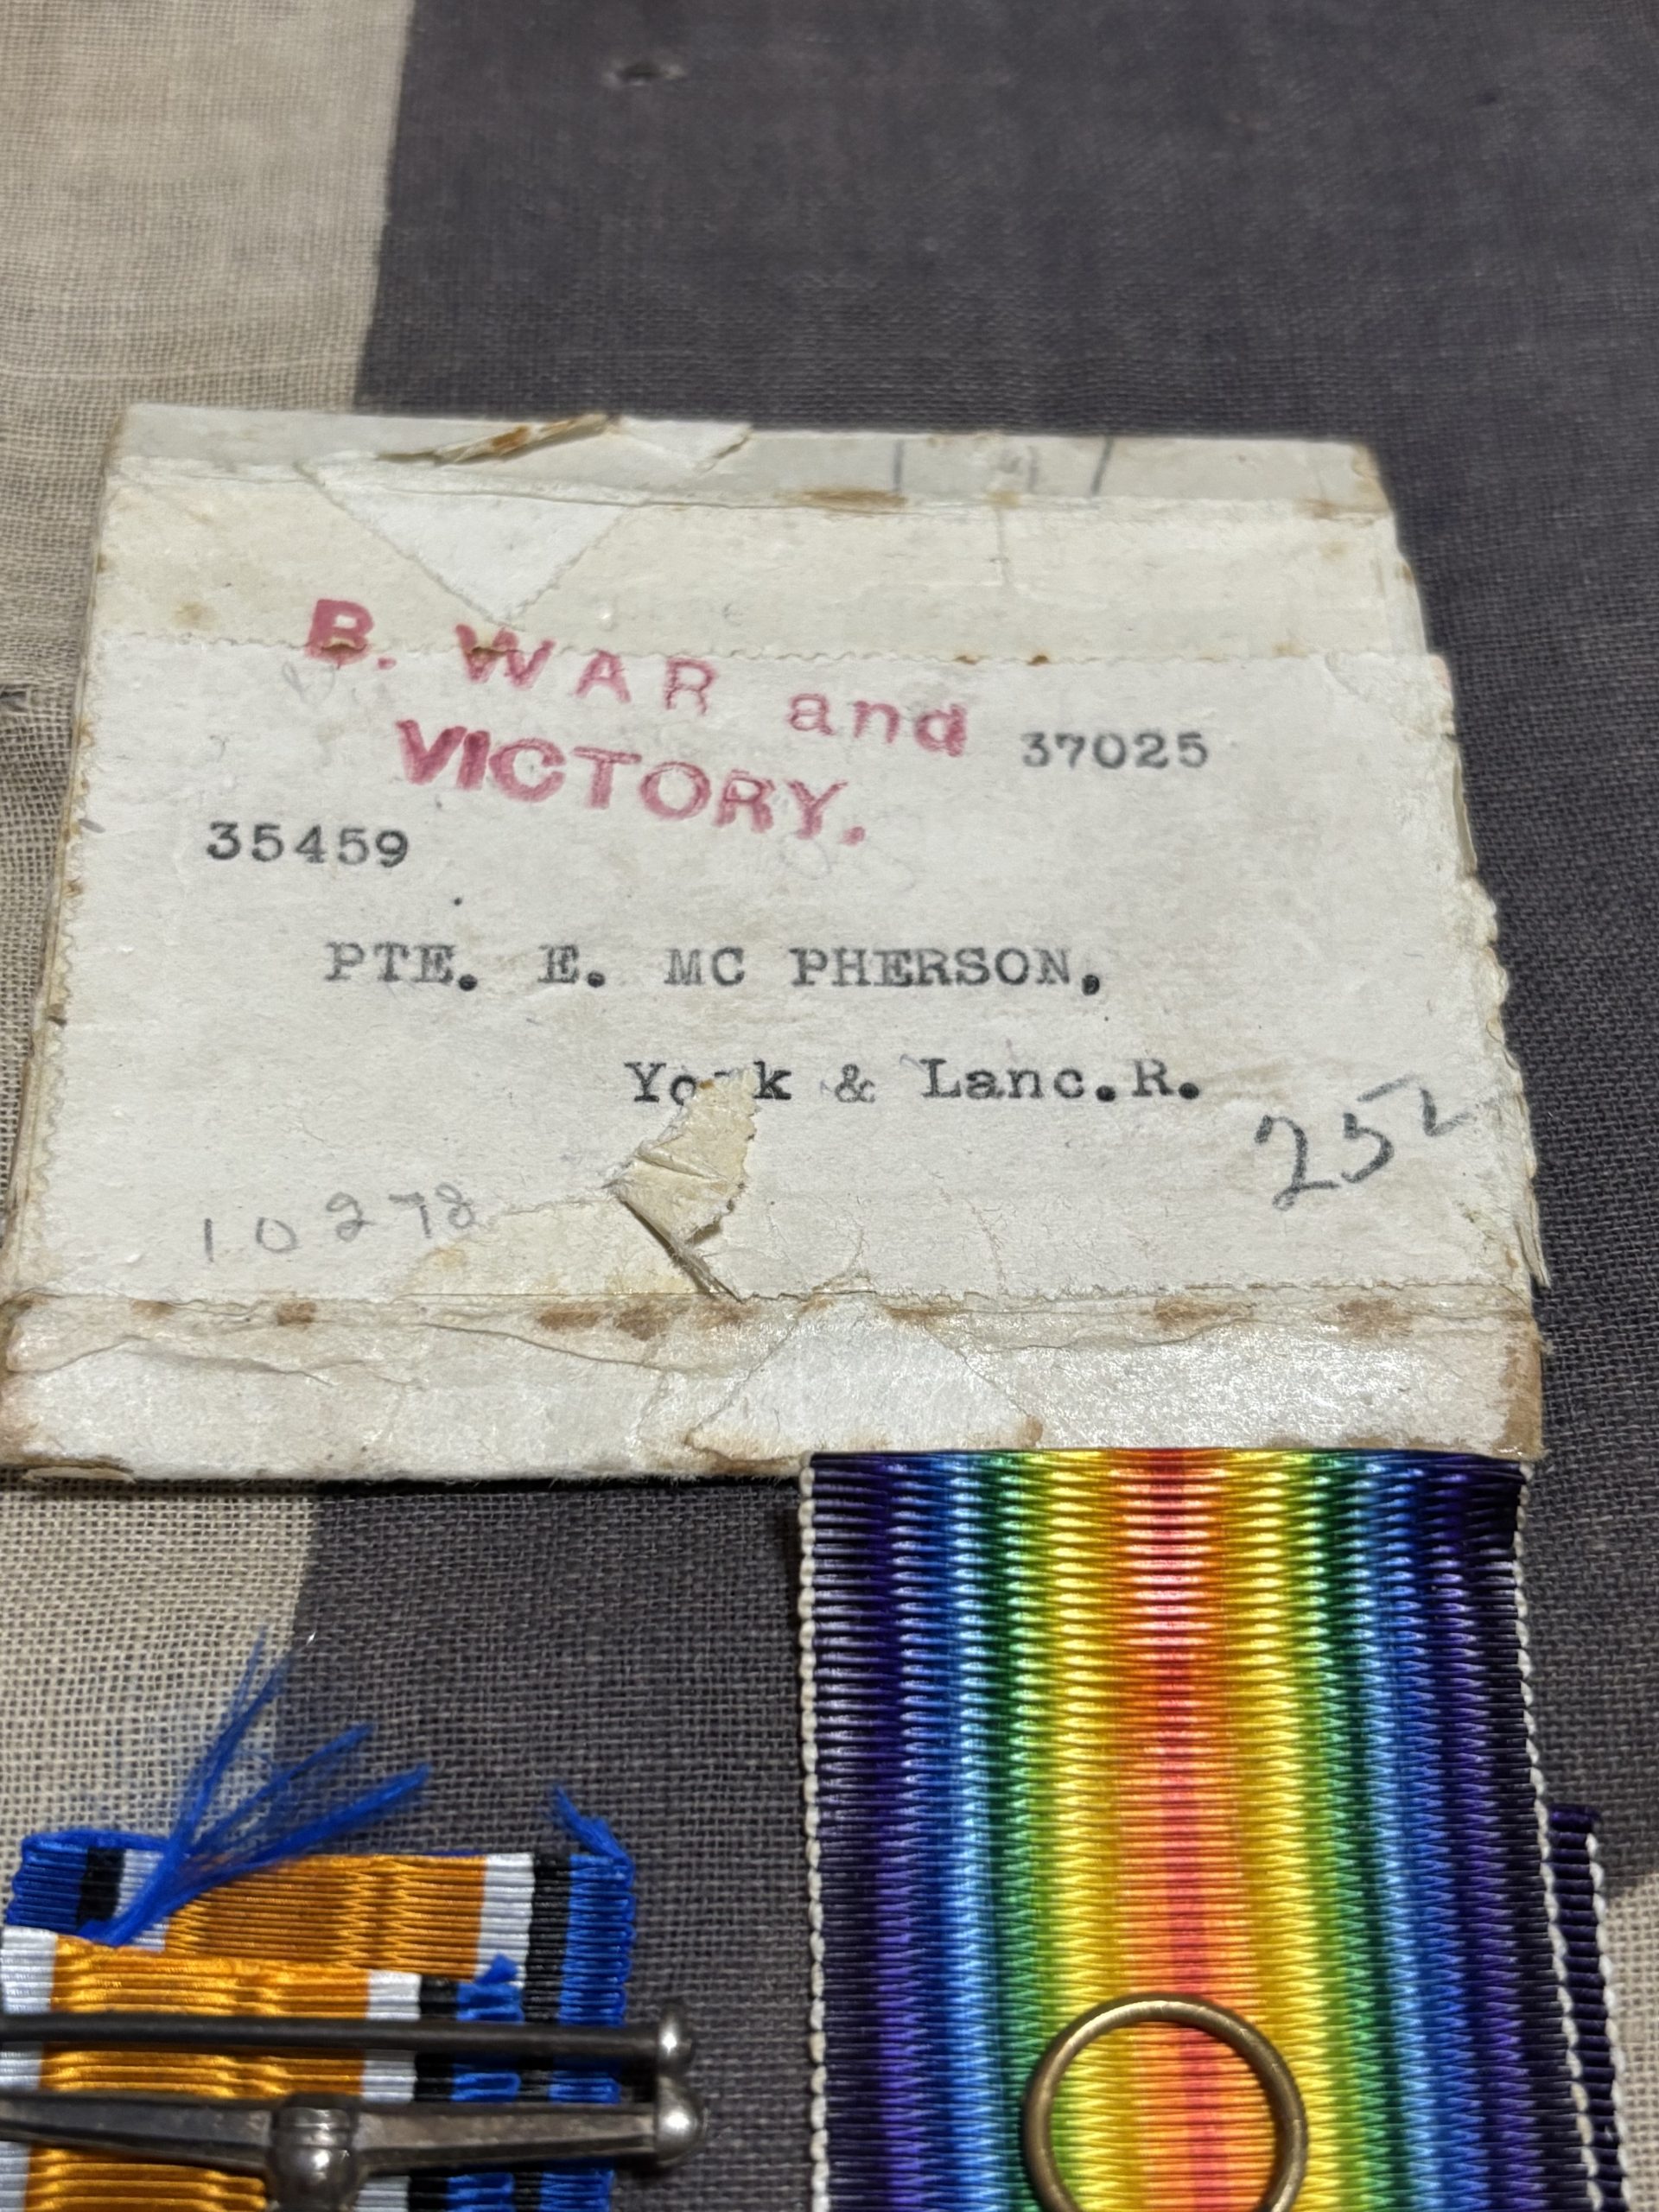 B. WAR and 37025
VICTORY.
35459
PTE. E. MC PHERSON,
York & Lanc.R.
252
10278